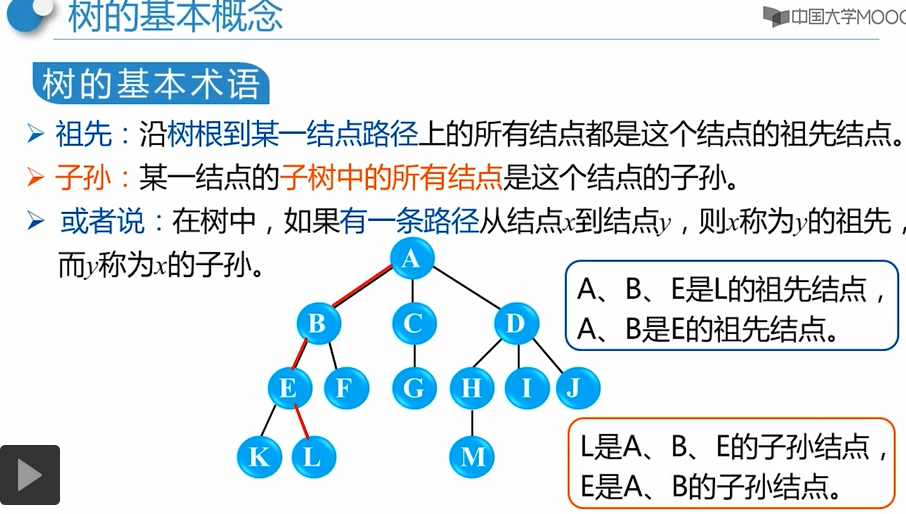 树的基本概念
中国大学MOOC
树的基本术语
祖先：沿树根到某一结点路径上的所有结点都是这个结点的祖先结点。
子孙：某一结点的子树中的所有结点是这个结点的子孙。
或者说：在树中，如果有一条路径从结点x到结点y，则x称为y的祖先，
而y称为x的子孙。
A
A、B、E是L的祖先结点，
A、B是E的祖先结点。
B C D
E F G H I J
K L M
L是A、B、E的子孙结点，
E是A、B的子孙结点。